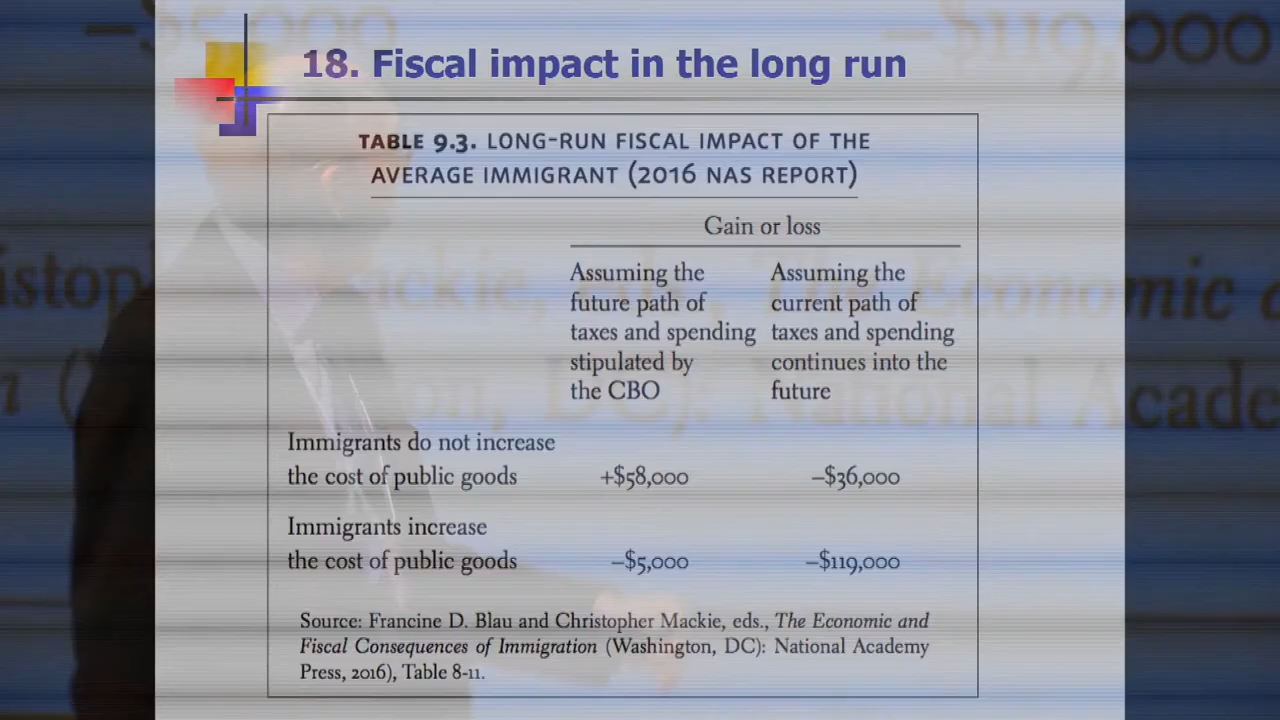 18. Fiscal impact in the long run
TABLE 9.3. LONG-RUN FISCAL IMPACT OF THE
AVERAGE IMMIGRANT (2016 NAS REPORT)
Gain or loss
Assuming the
future path of
taxes and spending
stipulated by
the CBO
Assuming the
current path of
taxes and spending
continues into the
future
Immigrants do not increase
the cost of public goods +$58,000 –$36,000
Immigrants increase
the cost of public goods –$5,000 –$119,000
Source: Francine D. Blau and Christopher Mackie, eds., The Economic and
Fiscal Consequences of Immigration (Washington, DC): National Academy
Press, 2016), Table 8-11.